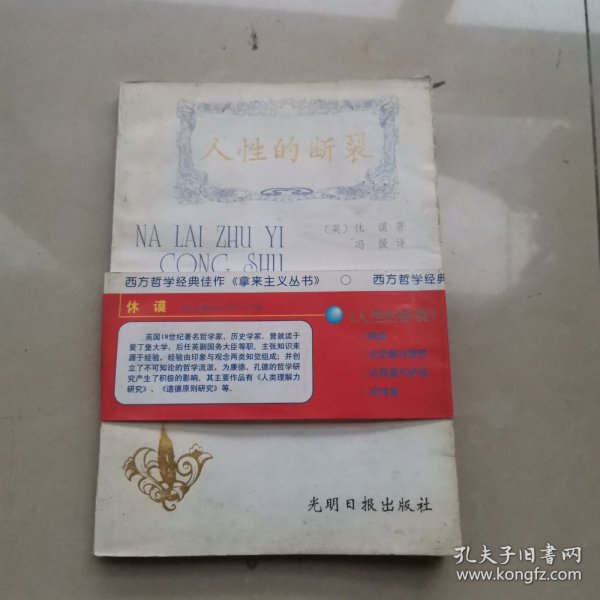 人性的断裂
〔英〕休 谟 著
冯 援 译
NA LAI ZHU YI
CONG SHU
西方哲学经典佳作《拿来主义丛书》 〇 西方哲学经典
休 谟
英国18世纪著名哲学家、历史学家。曾就读于
爱丁堡大学，后任英副国务大臣等职。主张知识来
源于经验，经验由印象与观念两类知觉组成；并创
立了不可知论的哲学流派，为康德、孔德的哲学研
究产生了积极的影响。其主要作品有《人类理解力
研究》、《道德原则研究》等。
《人性的断裂》
光明日报出版社
孔夫子旧书网
www.kongfz.com